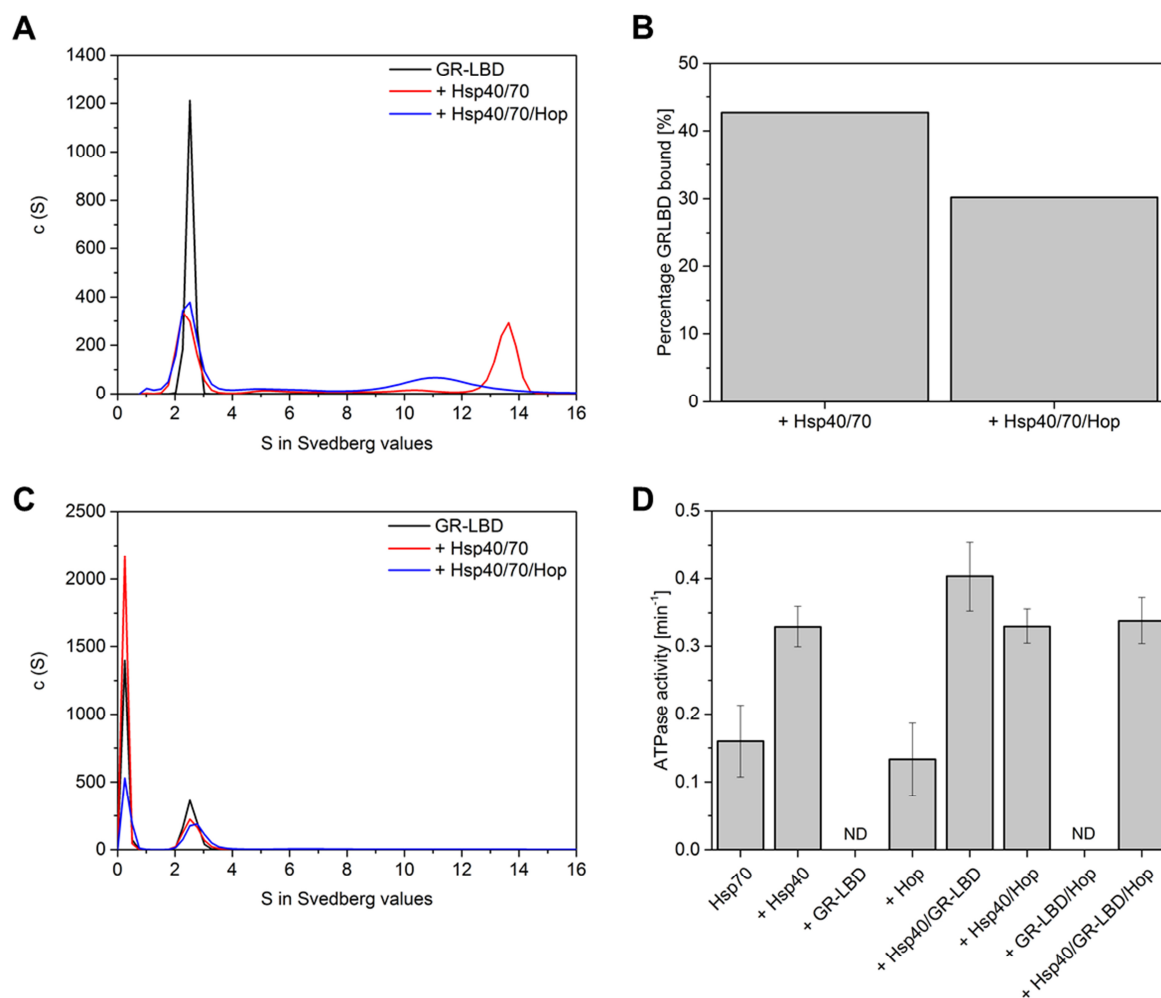 A
1400
1200
1000
800
600
400
200
0
c (S)
GR-LBD
+ Hsp40/70
+ Hsp40/70/Hop
0 2 4 6 8 10 12 14 16
S in Svedberg values
B
50
40
30
20
10
0
Percentage GRLBD bound [%]
+ Hsp40/70
+ Hsp40/70/Hop
C
2500
2000
1500
1000
500
0
c (S)
GR-LBD
+ Hsp40/70
+ Hsp40/70/Hop
0 2 4 6 8 10 12 14 16
S in Svedberg values
D
0.5
0.4
0.3
0.2
0.1
0.0
ATPase activity [min⁻¹]
ND
ND
Hsp70
+ Hsp40
+ GR-LBD
+ Hop
+ Hsp40/GR-LBD
+ Hsp40/Hop
+ GR-LBD/Hop
+ Hsp40/GR-LBD/Hop